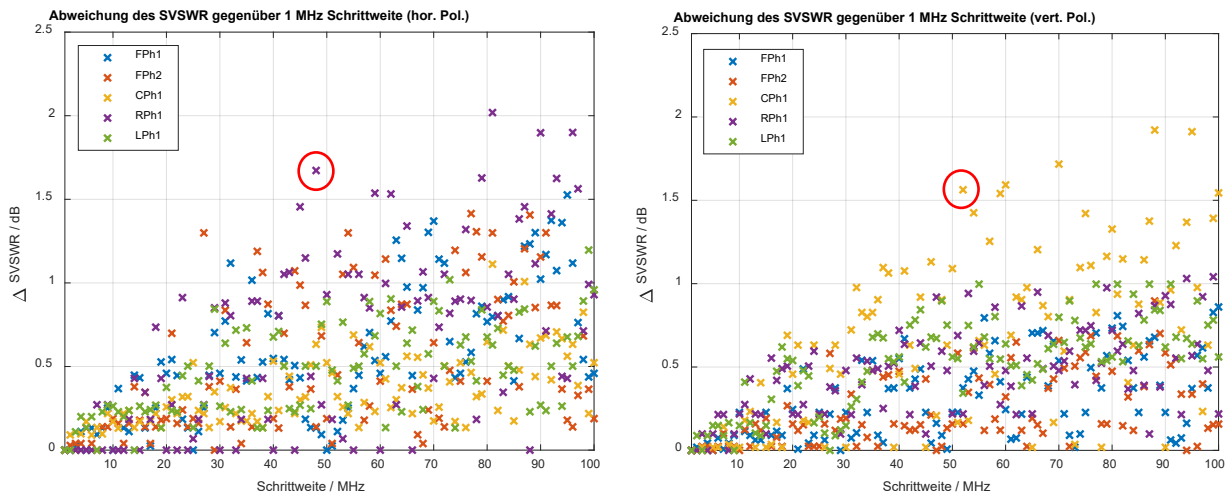 Abweichung des SVSWR gegenüber 1 MHz Schrittweite (hor. Pol.)
2.5
2
1.5
1
0.5
0
Δ SVSWR / dB
FPh1
FPh2
CPh1
RPh1
LPh1
10 20 30 40 50 60 70 80 90 100
Schrittweite / MHz
Abweichung des SVSWR gegenüber 1 MHz Schrittweite (vert. Pol.)
2.5
2
1.5
1
0.5
0
Δ SVSWR / dB
FPh1
FPh2
CPh1
RPh1
LPh1
10 20 30 40 50 60 70 80 90 100
Schrittweite / MHz